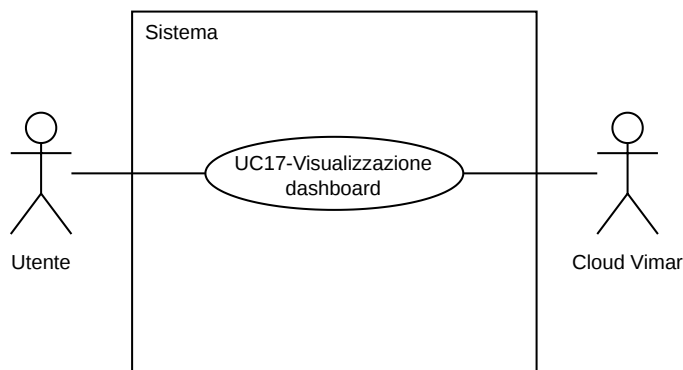 Sistema
UC17-Visualizzazione
dashboard
Utente
Cloud Vimar